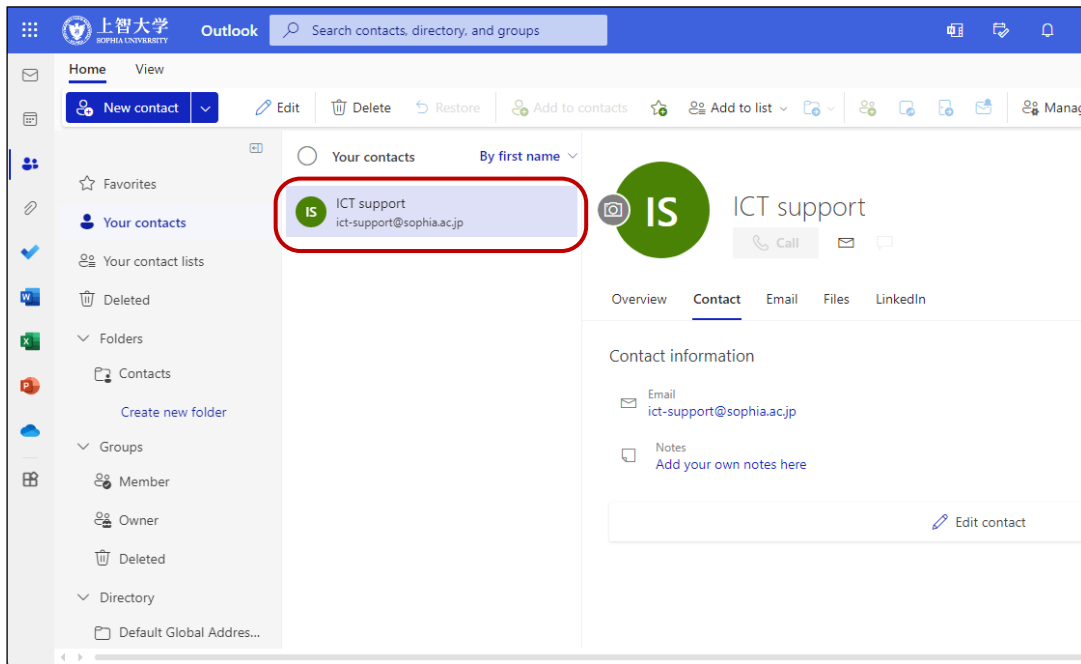 上智大学
SOPHIA UNIVERSITY
Outlook
Search contacts, directory, and groups
Home View
New contact Edit Delete Restore Add to contacts Add to list
Your contacts By first name
Favorites
Your contacts
Your contact lists
Deleted
Folders
Contacts
Create new folder
Groups
Member
Owner
Deleted
Directory
Default Global Addres...
IS
ICT support
ict-support@sophia.ac.jp
IS
ICT support
Call
Overview Contact Email Files LinkedIn
Contact information
Email
ict-support@sophia.ac.jp
Notes
Add your own notes here
Edit contact